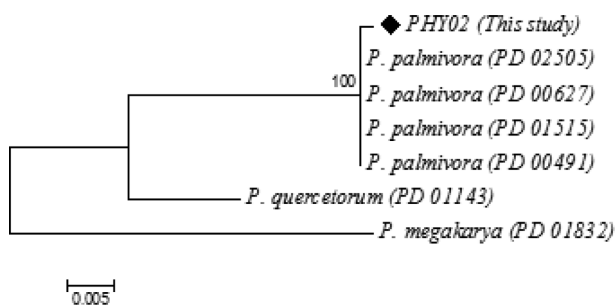 PHY02 (This study)
P. palmivora (PD 02505)
100
P. palmivora (PD 00627)
P. palmivora (PD 01515)
P. palmivora (PD 00491)
P. quercetorum (PD 01143)
P. megakarya (PD 01832)
0.005